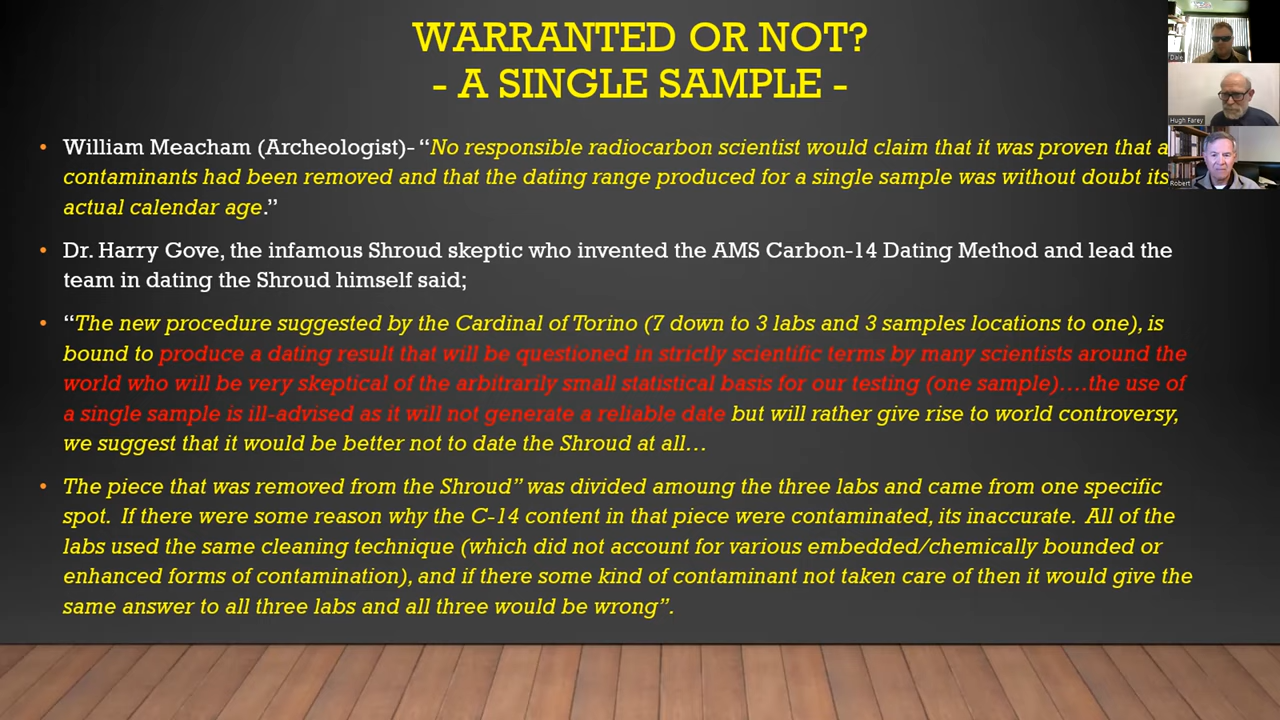 WARRANTED OR NOT?
- A SINGLE SAMPLE -
• William Meacham (Archeologist)- “No responsible radiocarbon scientist would claim that it was proven that a
contaminants had been removed and that the dating range produced for a single sample was without doubt its
actual calendar age.”
• Dr. Harry Gove, the infamous Shroud skeptic who invented the AMS Carbon-14 Dating Method and lead the
team in dating the Shroud himself said;
• “The new procedure suggested by the Cardinal of Torino (7 down to 3 labs and 3 samples locations to one), is
bound to produce a dating result that will be questioned in strictly scientific terms by many scientists around the
world who will be very skeptical of the arbitrarily small statistical basis for our testing (one sample)….the use of
a single sample is ill-advised as it will not generate a reliable date but will rather give rise to world controversy,
we suggest that it would be better not to date the Shroud at all…
• The piece that was removed from the Shroud” was divided amoung the three labs and came from one specific
spot. If there were some reason why the C-14 content in that piece were contaminated, its inaccurate. All of the
labs used the same cleaning technique (which did not account for various embedded/chemically bounded or
enhanced forms of contamination), and if there some kind of contaminant not taken care of then it would give the
same answer to all three labs and all three would be wrong”.
Dale
Hugh Farey
Robert